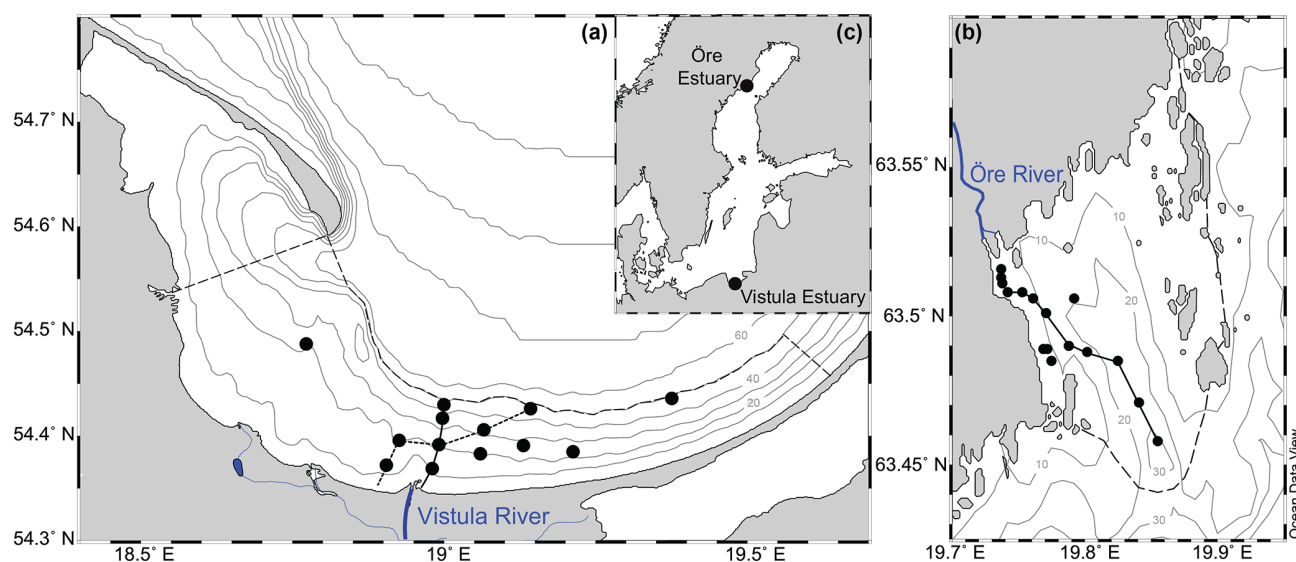 (a)
54.7° N
54.6° N
54.5° N
54.4° N
54.3° N
18.5° E
19° E
19.5° E
60
40
20
Vistula River
(c)
Öre
Estuary
Vistula Estuary
(b)
63.55° N
63.5° N
63.45° N
19.7° E
19.8° E
19.9° E
Öre River
10
10
20
20
10
30
30
Ocean Data View